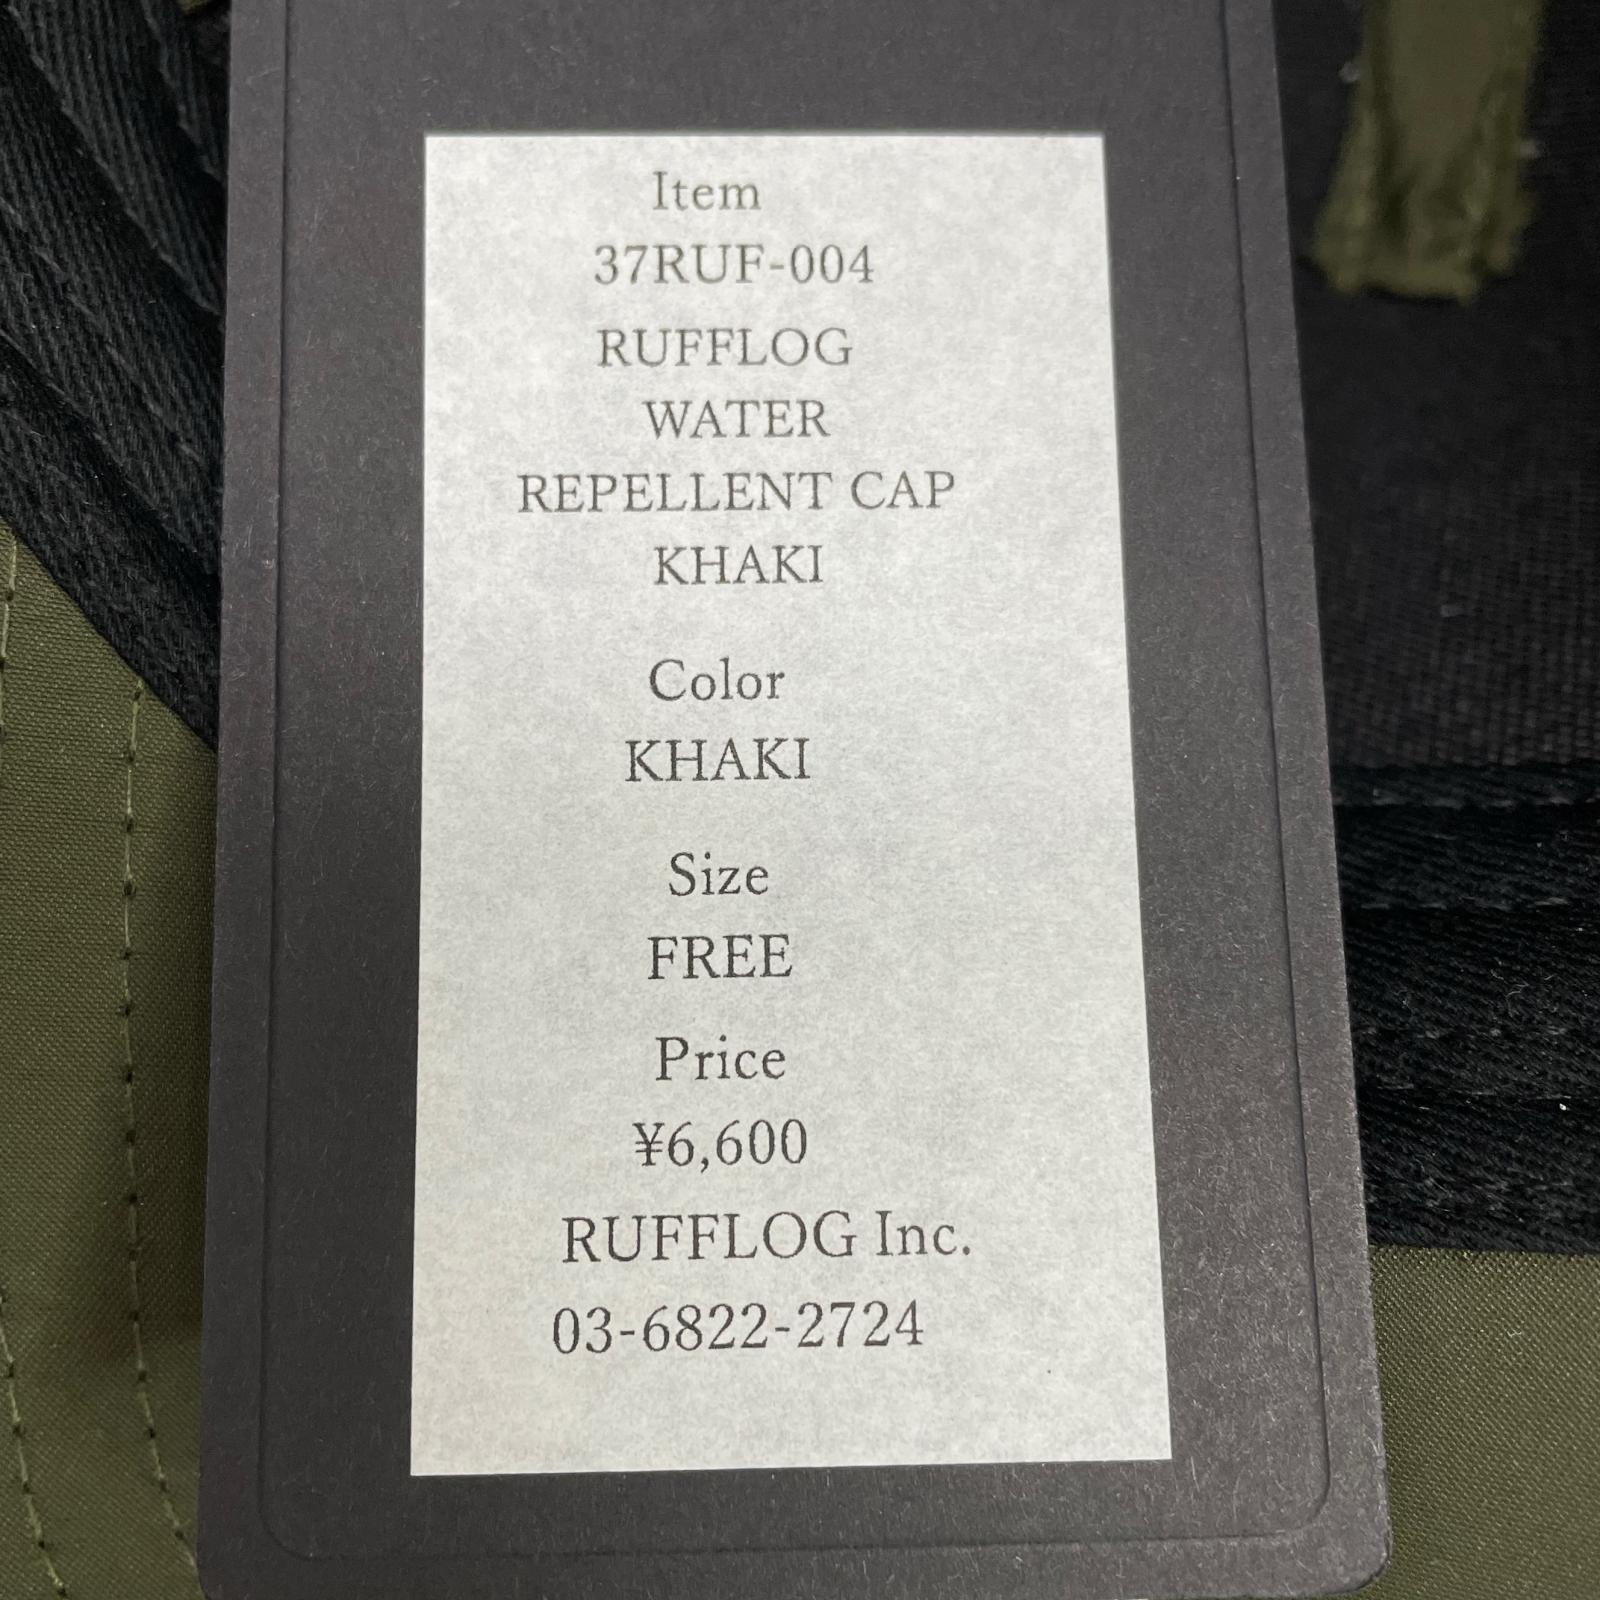 Item
37RUF-004
RUFFLOG
WATER
REPELLENT CAP
KHAKI
Color
KHAKI
Size
FREE
Price
¥6,600
RUFFLOG Inc.
03-6822-2724